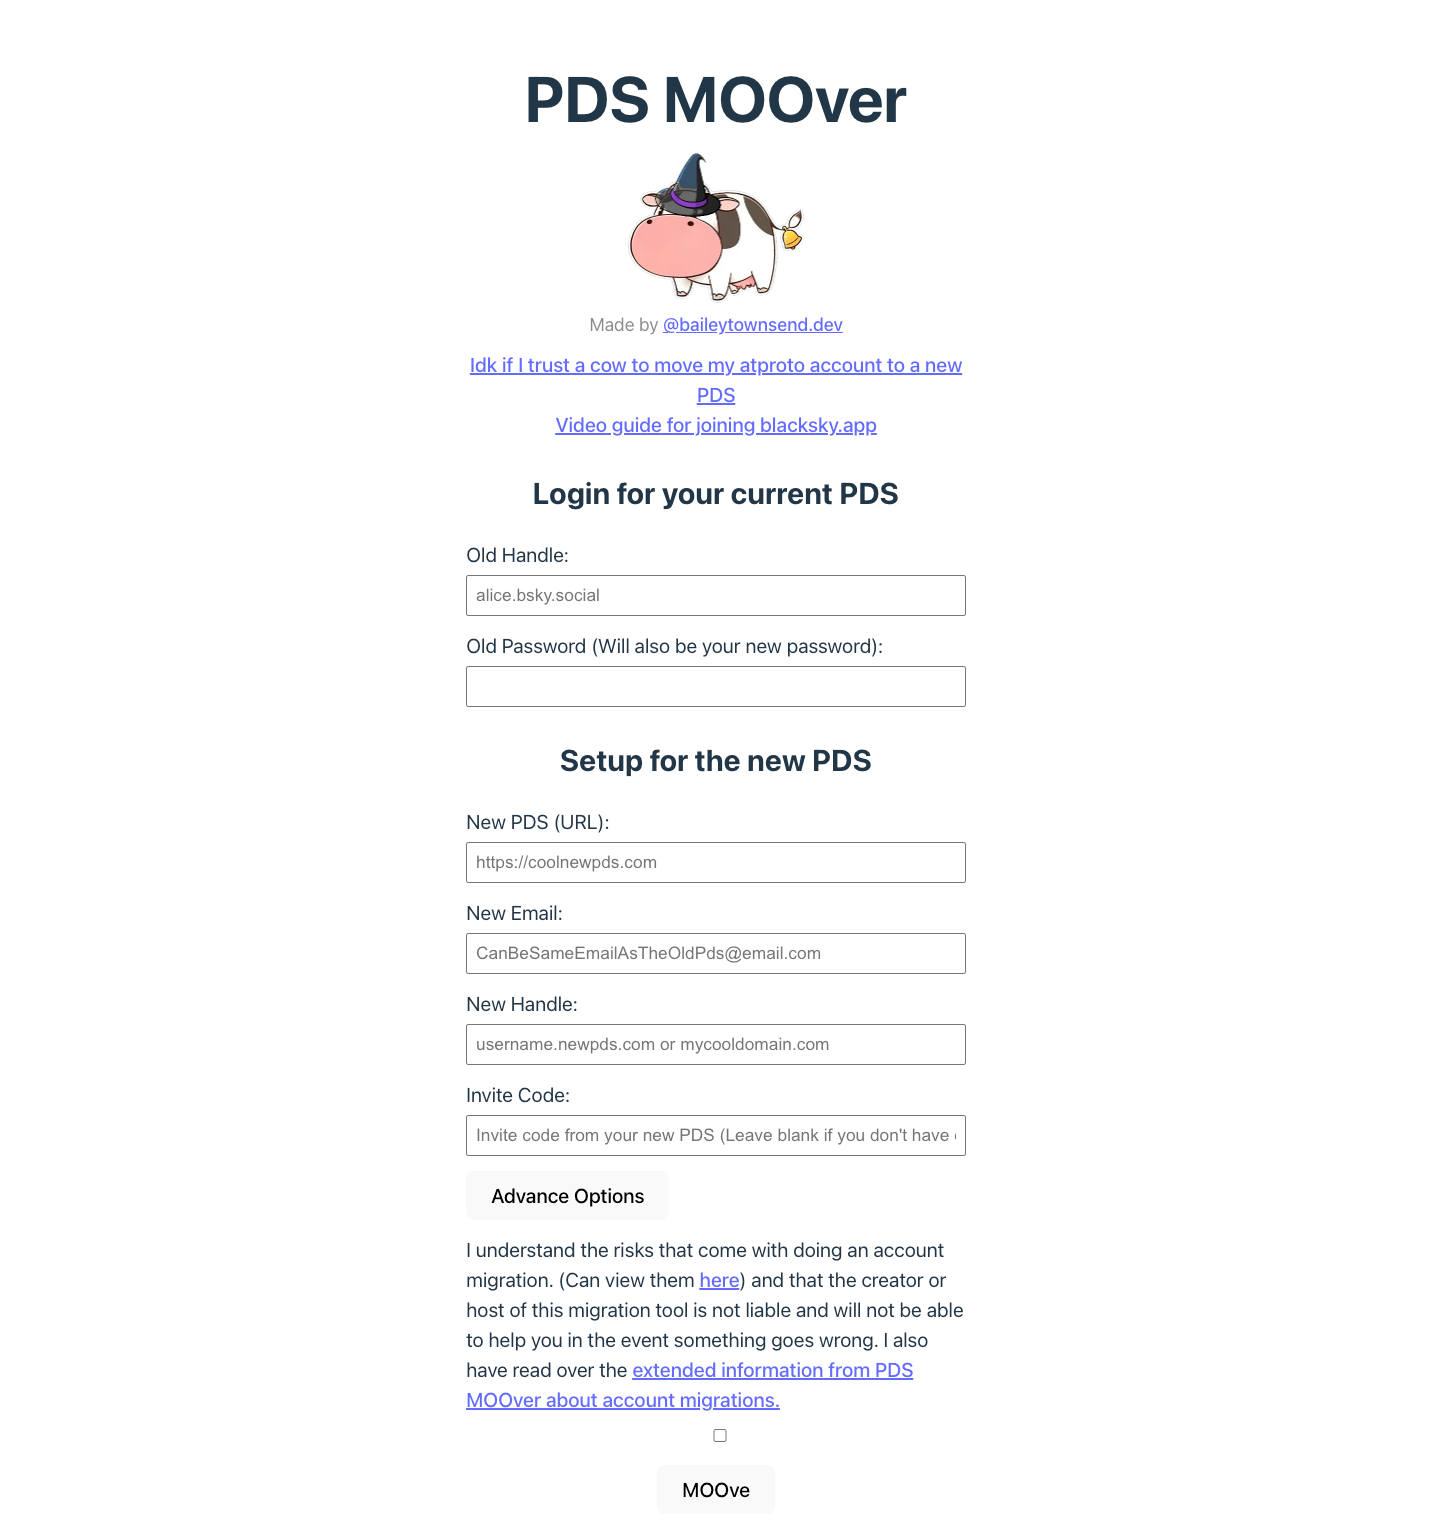 PDS MOOver
Made by @baileytownsend.dev
Idk if I trust a cow to move my atproto account to a new
PDS
Video guide for joining blacksky.app
Login for your current PDS
Old Handle:
alice.bsky.social
Old Password (Will also be your new password):
Setup for the new PDS
New PDS (URL):
https://coolnewpds.com
New Email:
CanBeSameEmailAsTheOldPds@email.com
New Handle:
username.newpds.com or mycooldomain.com
Invite Code:
Invite code from your new PDS (Leave blank if you don't have
Advance Options
I understand the risks that come with doing an account
migration. (Can view them here) and that the creator or
host of this migration tool is not liable and will not be able
to help you in the event something goes wrong. I also
have read over the extended information from PDS
MOOver about account migrations.
MOOve